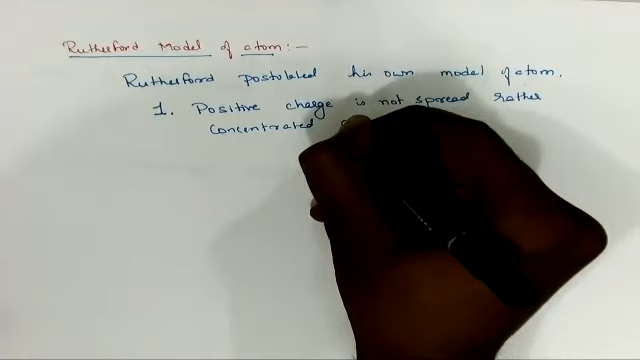 Rutherford Model of atom:-
Rutherford postulated his own model of atom.
1. Positive charge is not spread rather
concentrated